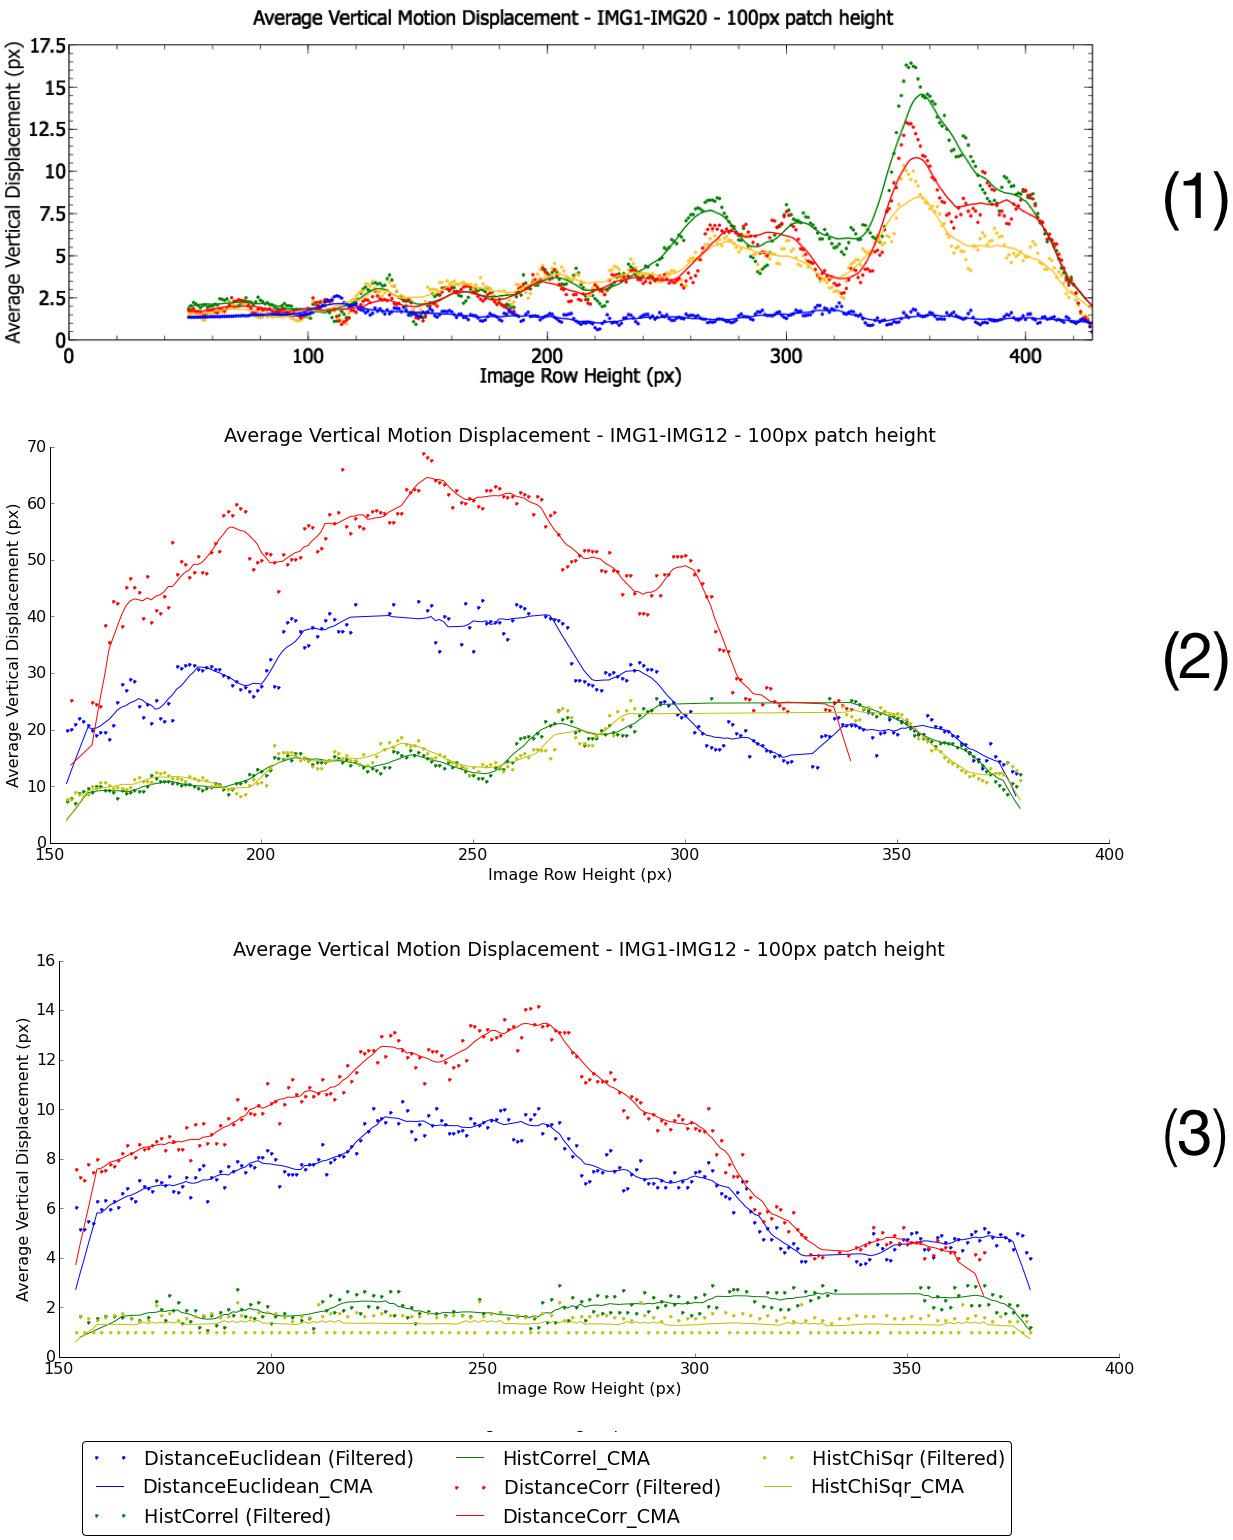 Average Vertical Motion Displacement - IMG1-IMG20 - 100px patch height
Average Vertical Displacement (px)
17.5
15
12.5
10
7.5
5
2.5
0
0 100 200 300 400
Image Row Height (px)
(1)
Average Vertical Motion Displacement - IMG1-IMG12 - 100px patch height
Average Vertical Displacement (px)
70
60
50
40
30
20
10
0
150 200 250 300 350 400
Image Row Height (px)
(2)
Average Vertical Motion Displacement - IMG1-IMG12 - 100px patch height
Average Vertical Displacement (px)
16
14
12
10
8
6
4
2
0
150 200 250 300 350 400
Image Row Height (px)
(3)
DistanceEuclidean (Filtered)
DistanceEuclidean_CMA
HistCorrel (Filtered)
HistCorrel_CMA
DistanceCorr (Filtered)
DistanceCorr_CMA
HistChiSqr (Filtered)
HistChiSqr_CMA